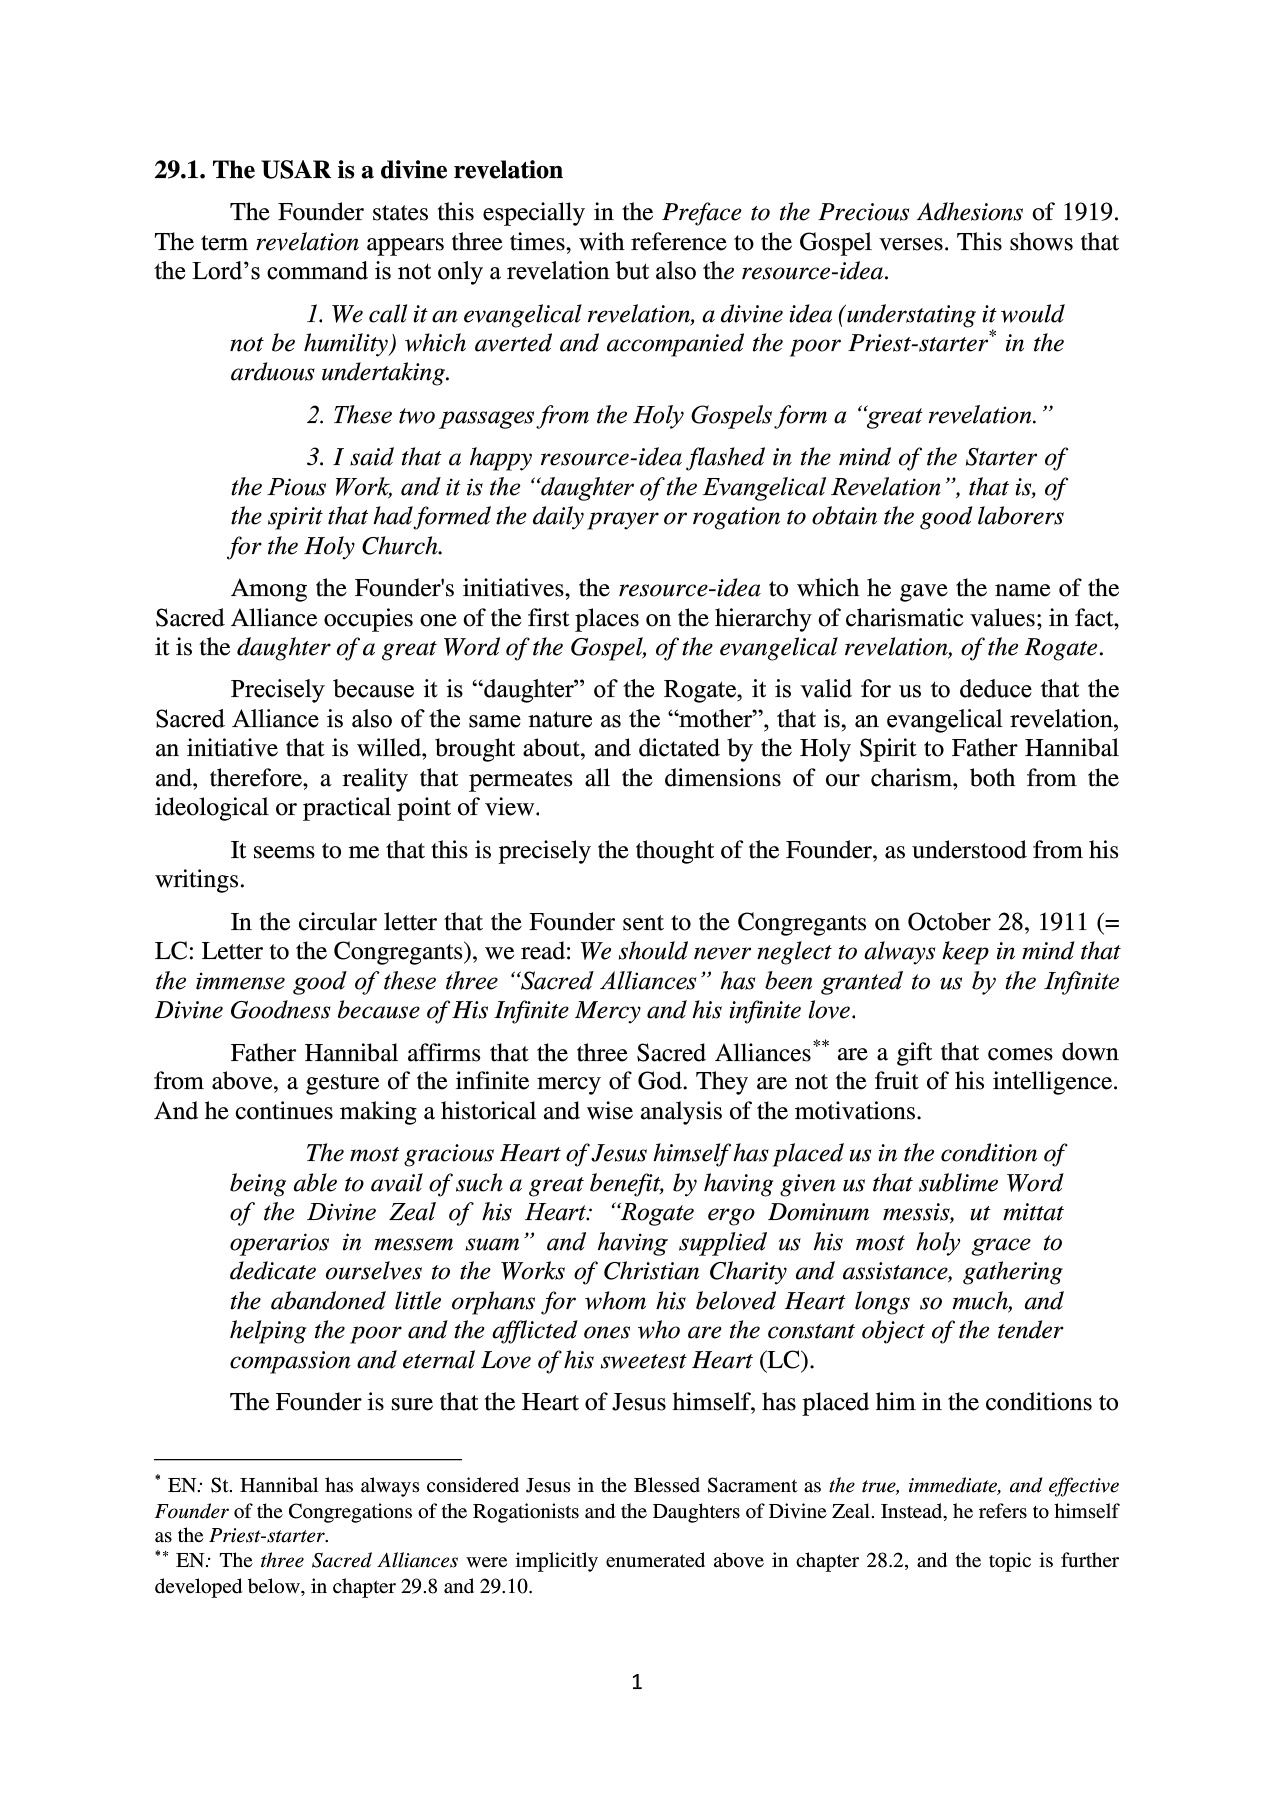 29.1. The USAR is a divine revelation
The Founder states this especially in the Preface to the Precious Adhesions of 1919.
The term revelation appears three times, with reference to the Gospel verses. This shows that
the Lord’s command is not only a revelation but also the resource-idea.
1. We call it an evangelical revelation, a divine idea (understating it would
not be humility) which averted and accompanied the poor Priest-starter* in the
arduous undertaking.
2. These two passages from the Holy Gospels form a “great revelation.”
3. I said that a happy resource-idea flashed in the mind of the Starter of
the Pious Work, and it is the “daughter of the Evangelical Revelation”, that is, of
the spirit that had formed the daily prayer or rogation to obtain the good laborers
for the Holy Church.
Among the Founder's initiatives, the resource-idea to which he gave the name of the
Sacred Alliance occupies one of the first places on the hierarchy of charismatic values; in fact,
it is the daughter of a great Word of the Gospel, of the evangelical revelation, of the Rogate.
Precisely because it is “daughter” of the Rogate, it is valid for us to deduce that the
Sacred Alliance is also of the same nature as the “mother”, that is, an evangelical revelation,
an initiative that is willed, brought about, and dictated by the Holy Spirit to Father Hannibal
and, therefore, a reality that permeates all the dimensions of our charism, both from the
ideological or practical point of view.
It seems to me that this is precisely the thought of the Founder, as understood from his
writings.
In the circular letter that the Founder sent to the Congregants on October 28, 1911 (=
LC: Letter to the Congregants), we read: We should never neglect to always keep in mind that
the immense good of these three “Sacred Alliances” has been granted to us by the Infinite
Divine Goodness because of His Infinite Mercy and his infinite love.
Father Hannibal affirms that the three Sacred Alliances** are a gift that comes down
from above, a gesture of the infinite mercy of God. They are not the fruit of his intelligence.
And he continues making a historical and wise analysis of the motivations.
The most gracious Heart of Jesus himself has placed us in the condition of
being able to avail of such a great benefit, by having given us that sublime Word
of the Divine Zeal of his Heart: “Rogate ergo Dominum messis, ut mittat
operarios in messem suam” and having supplied us his most holy grace to
dedicate ourselves to the Works of Christian Charity and assistance, gathering
the abandoned little orphans for whom his beloved Heart longs so much, and
helping the poor and the afflicted ones who are the constant object of the tender
compassion and eternal Love of his sweetest Heart (LC).
The Founder is sure that the Heart of Jesus himself, has placed him in the conditions to
* EN: St. Hannibal has always considered Jesus in the Blessed Sacrament as the true, immediate, and effective
Founder of the Congregations of the Rogationists and the Daughters of Divine Zeal. Instead, he refers to himself
as the Priest-starter.
** EN: The three Sacred Alliances were implicitly enumerated above in chapter 28.2, and the topic is further
developed below, in chapter 29.8 and 29.10.
1